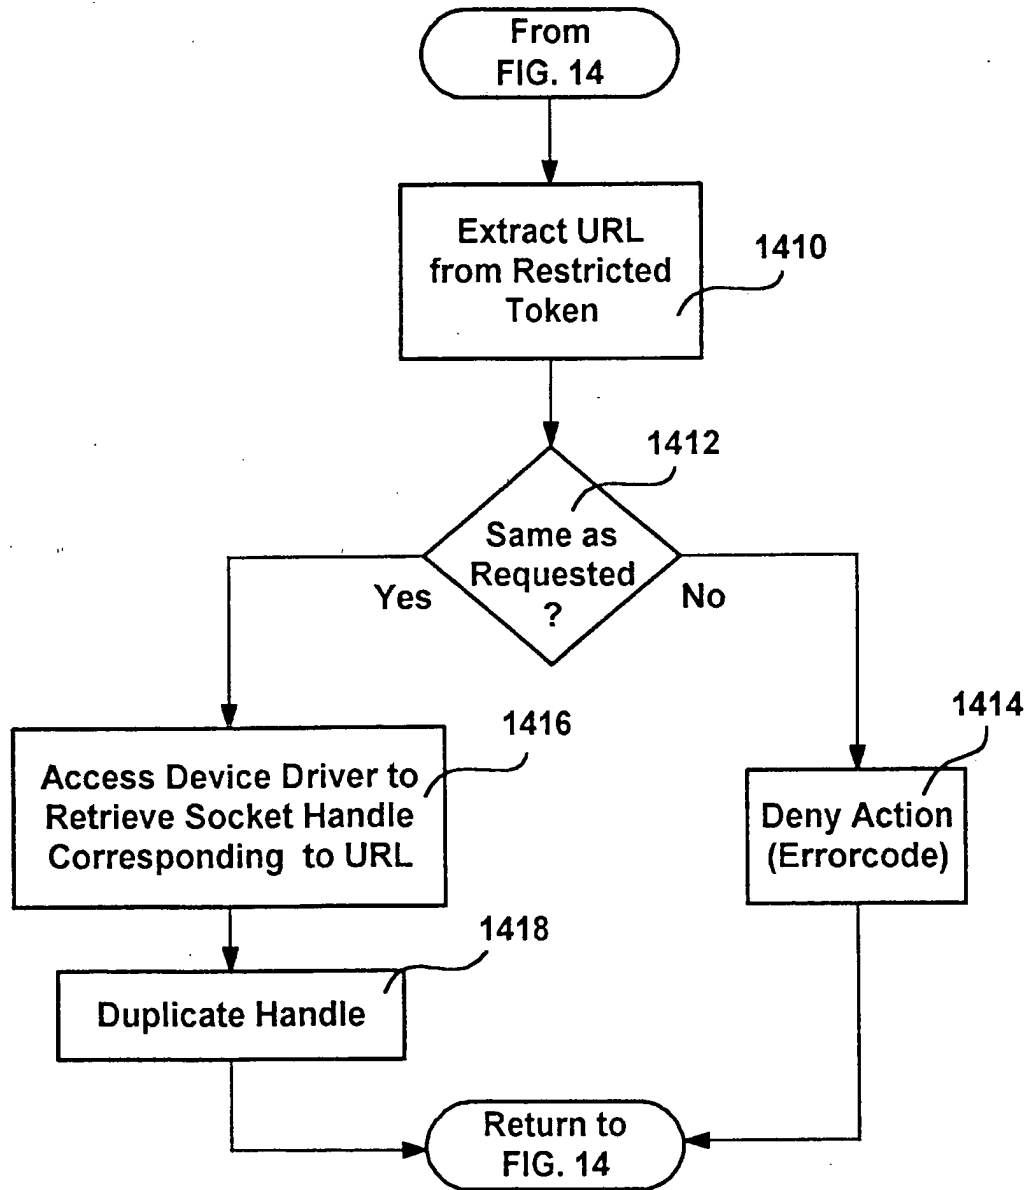 From
FIG. 14
Extract URL
from Restricted
Token
1410
1412
Same as
Requested
?
Yes
No
1416
Access Device Driver to
Retrieve Socket Handle
Corresponding to URL
1414
Deny Action
(Errorcode)
1418
Duplicate Handle
Return to
FIG. 14